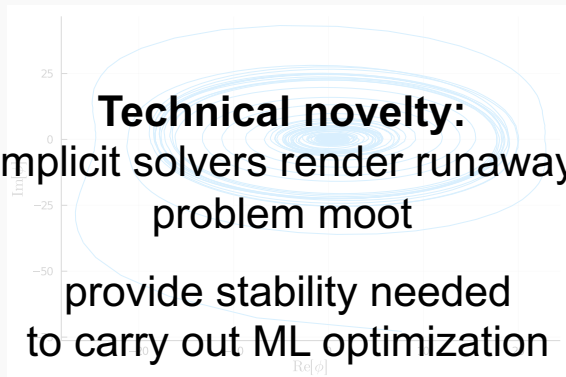 Technical novelty:
mplicit solvers render runaway
problem moot
provide stability needed
to carry out ML optimization
25
0
−25
−50
Re[ϕ]